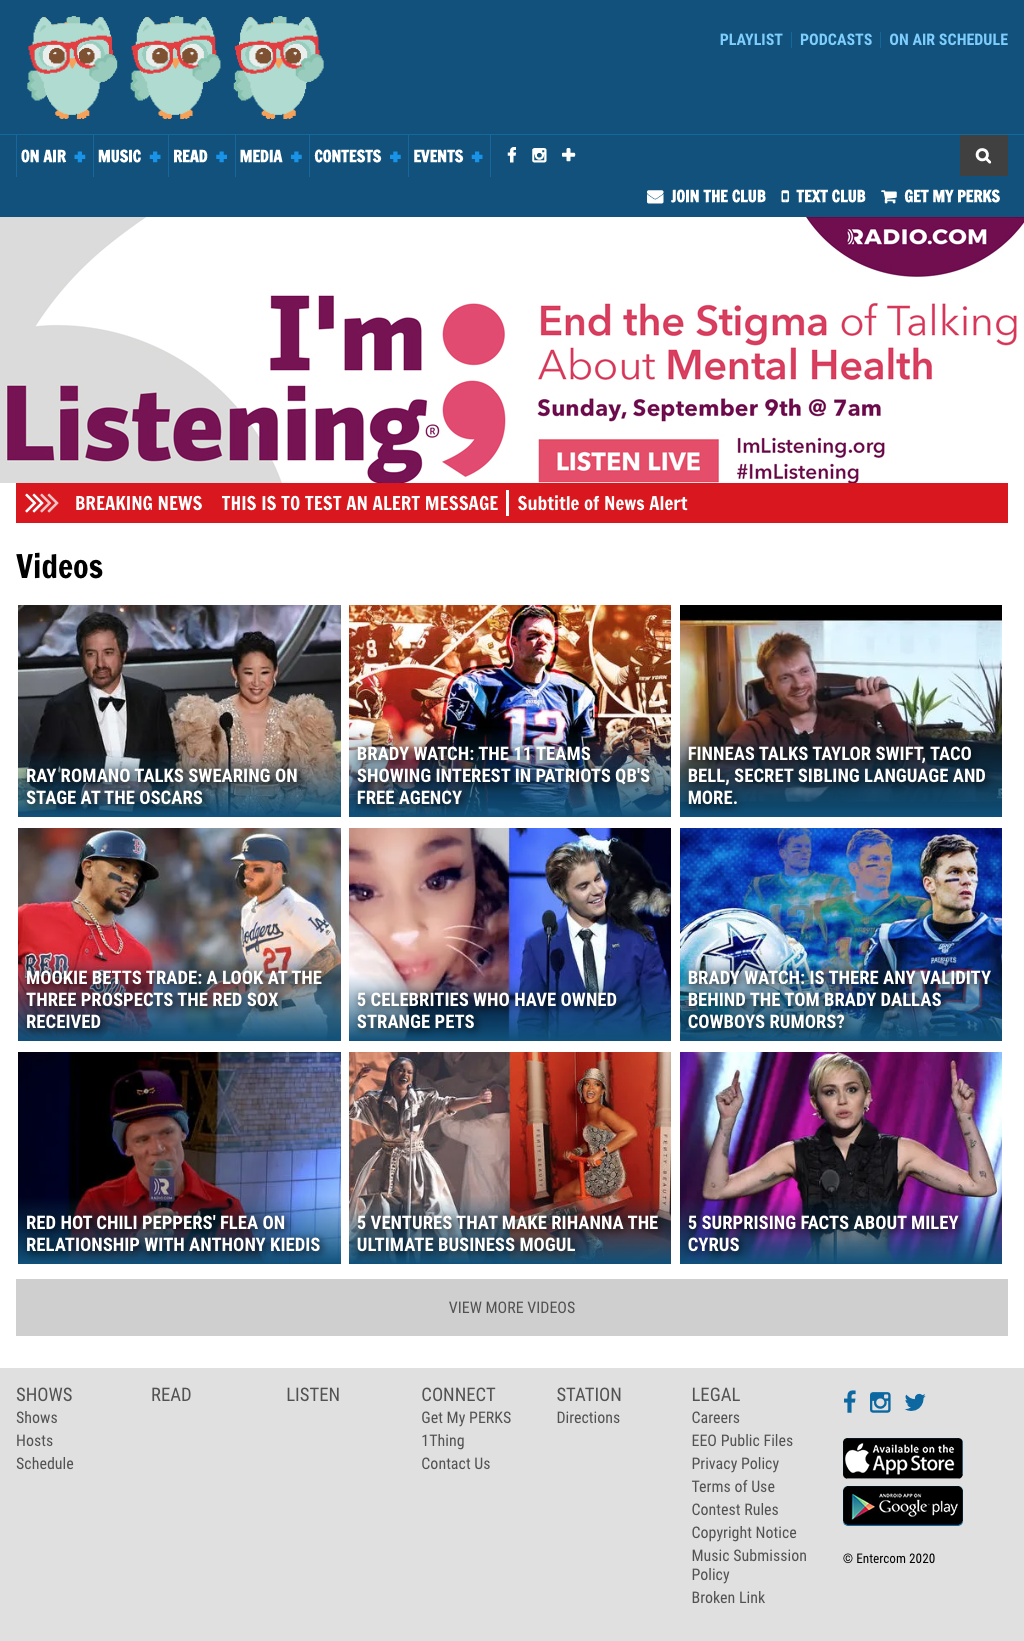 PLAYLIST PODCASTS ON AIR SCHEDULE
ON AIR MUSIC READ MEDIA CONTESTS EVENTS
JOIN THE CLUB TEXT CLUB GET MY PERKS
RADIO.COM
I'm
Listening®
End the Stigma of Talking
About Mental Health
Sunday, September 9th @ 7am
LISTEN LIVE
ImListening.org
#ImListening
BREAKING NEWS THIS IS TO TEST AN ALERT MESSAGE Subtitle of News Alert
Videos
RAY ROMANO TALKS SWEARING ON
STAGE AT THE OSCARS
BRADY WATCH: THE 11 TEAMS
SHOWING INTEREST IN PATRIOTS QB'S
FREE AGENCY
FINNEAS TALKS TAYLOR SWIFT, TACO
BELL, SECRET SIBLING LANGUAGE AND
MORE.
MOOKIE BETTS TRADE: A LOOK AT THE
THREE PROSPECTS THE RED SOX
RECEIVED
5 CELEBRITIES WHO HAVE OWNED
STRANGE PETS
BRADY WATCH: IS THERE ANY VALIDITY
BEHIND THE TOM BRADY DALLAS
COWBOYS RUMORS?
RED HOT CHILI PEPPERS' FLEA ON
RELATIONSHIP WITH ANTHONY KIEDIS
5 VENTURES THAT MAKE RIHANNA THE
ULTIMATE BUSINESS MOGUL
5 SURPRISING FACTS ABOUT MILEY
CYRUS
VIEW MORE VIDEOS
SHOWS
Shows
Hosts
Schedule
READ
LISTEN
CONNECT
Get My PERKS
1Thing
Contact Us
STATION
Directions
LEGAL
Careers
EEO Public Files
Privacy Policy
Terms of Use
Contest Rules
Copyright Notice
Music Submission
Policy
Broken Link
Available on the
App Store
ANDROID APP ON
Google play
© Entercom 2020